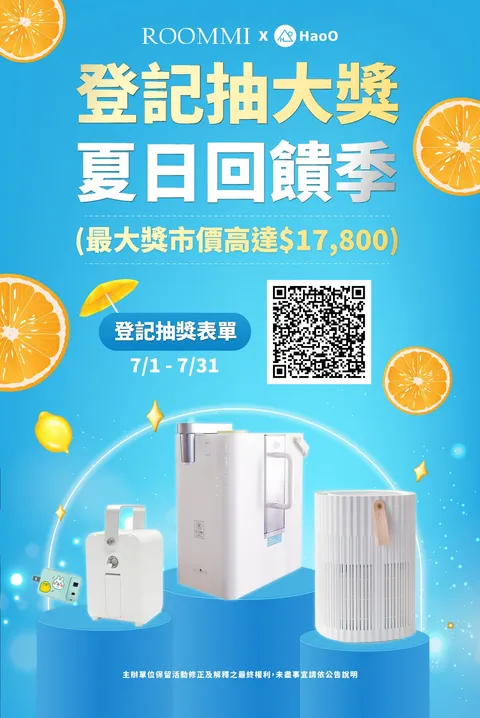 ROOMMI x HaoO
登記抽大獎
夏日回饋季
(最大獎市價高達$17,800)
登記抽獎表單
7/1 - 7/31
主辦單位保留活動修正及解釋之最終權利，未盡事宜請依公告說明